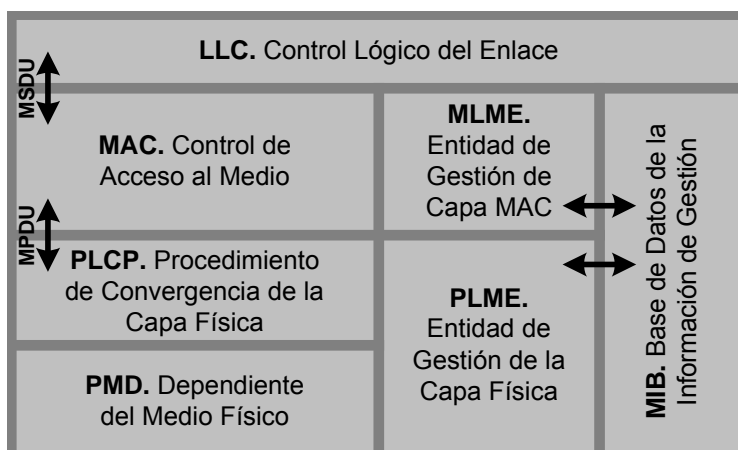 LLC. Control Lógico del Enlace
MSDU
MAC. Control de
Acceso al Medio
MLME.
Entidad de
Gestión de
Capa MAC
MPDU
PLCP. Procedimiento
de Convergencia de la
Capa Física
PLME.
Entidad de
Gestión de la
Capa Física
PMD. Dependiente
del Medio Físico
MIB. Base de Datos de la
Información de Gestión